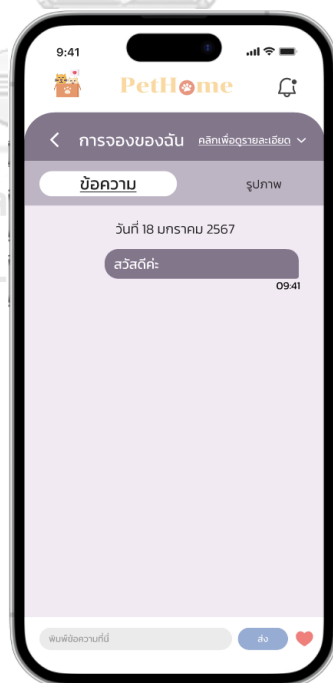 9:41
PetHome
การจองของฉัน คลิกเพื่อดูรายละเอียด
ข้อความ รูปภาพ
วันที่ 18 มกราคม 2567
สวัสดีค่ะ
09:41
พิมพ์ข้อความที่นี่ ส่ง